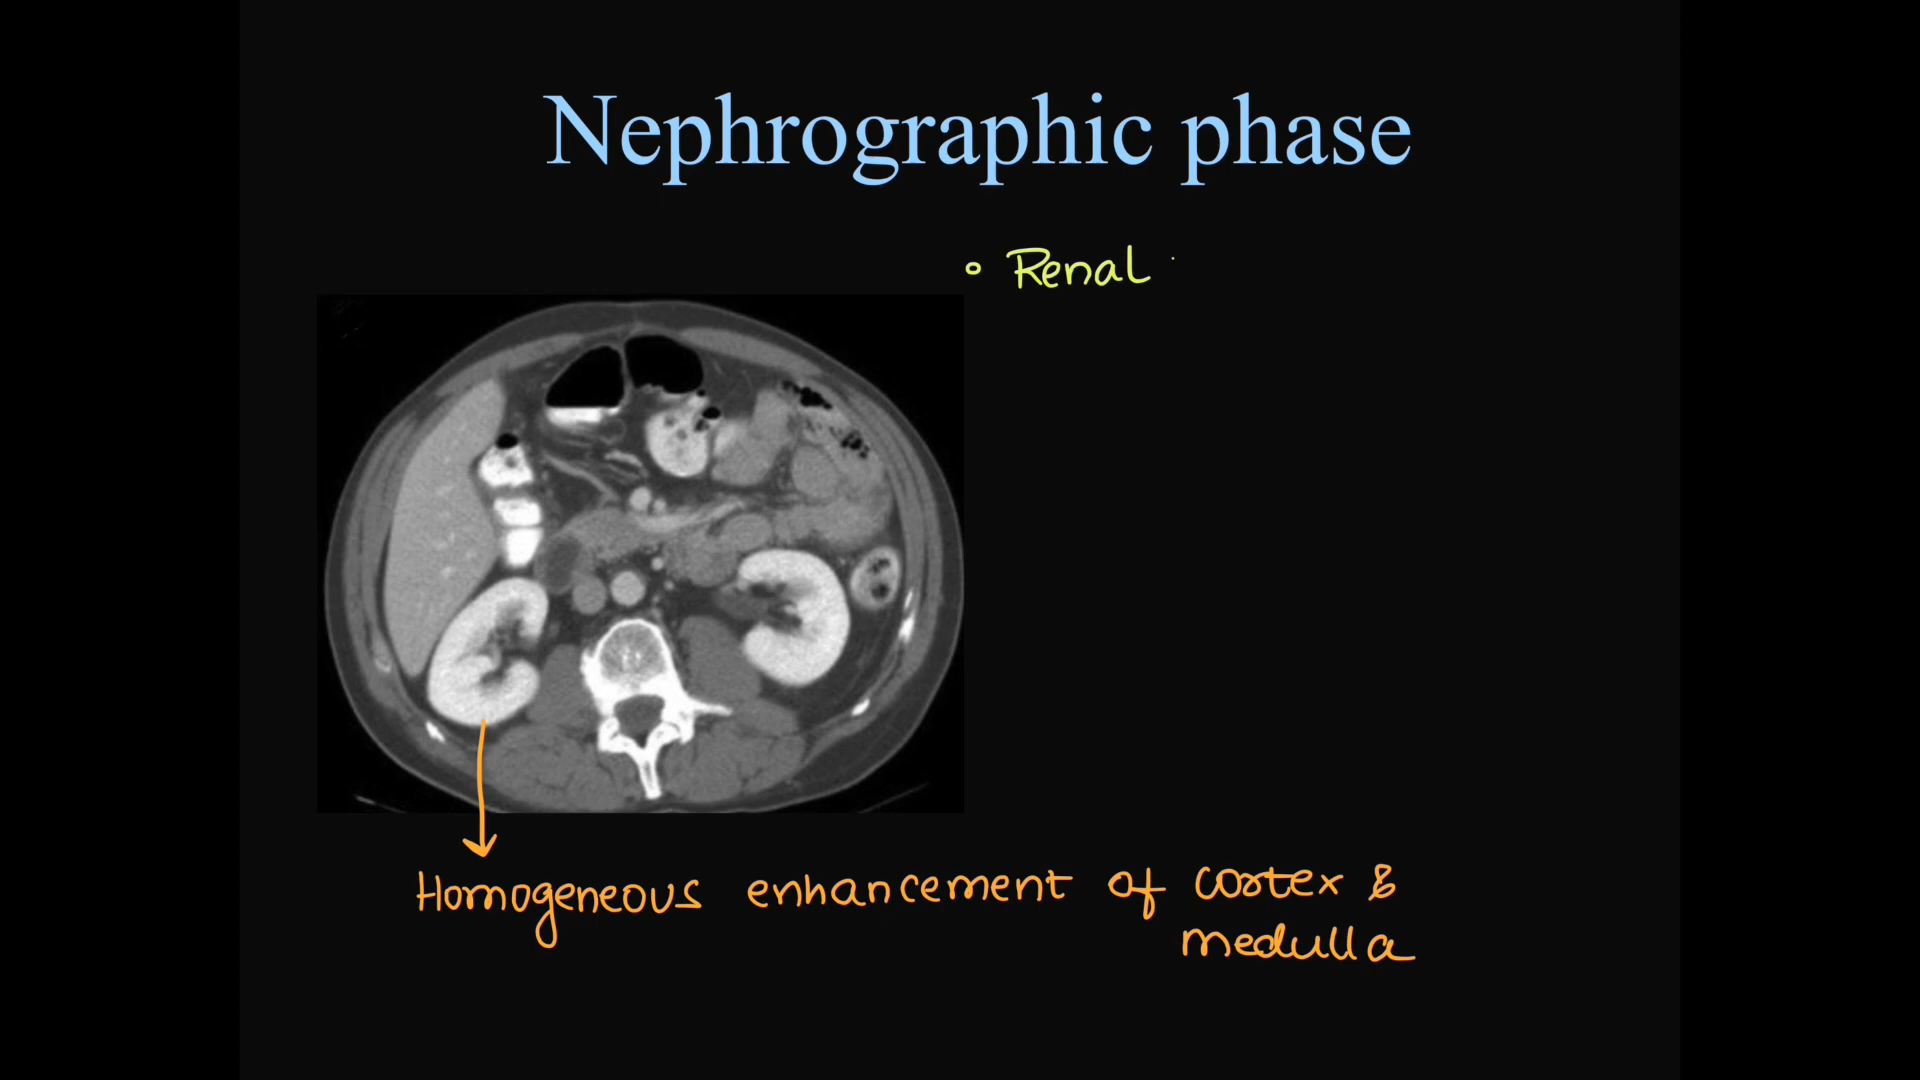 Nephrographic phase
Renal
Homogeneous enhancement of cortex &
medulla